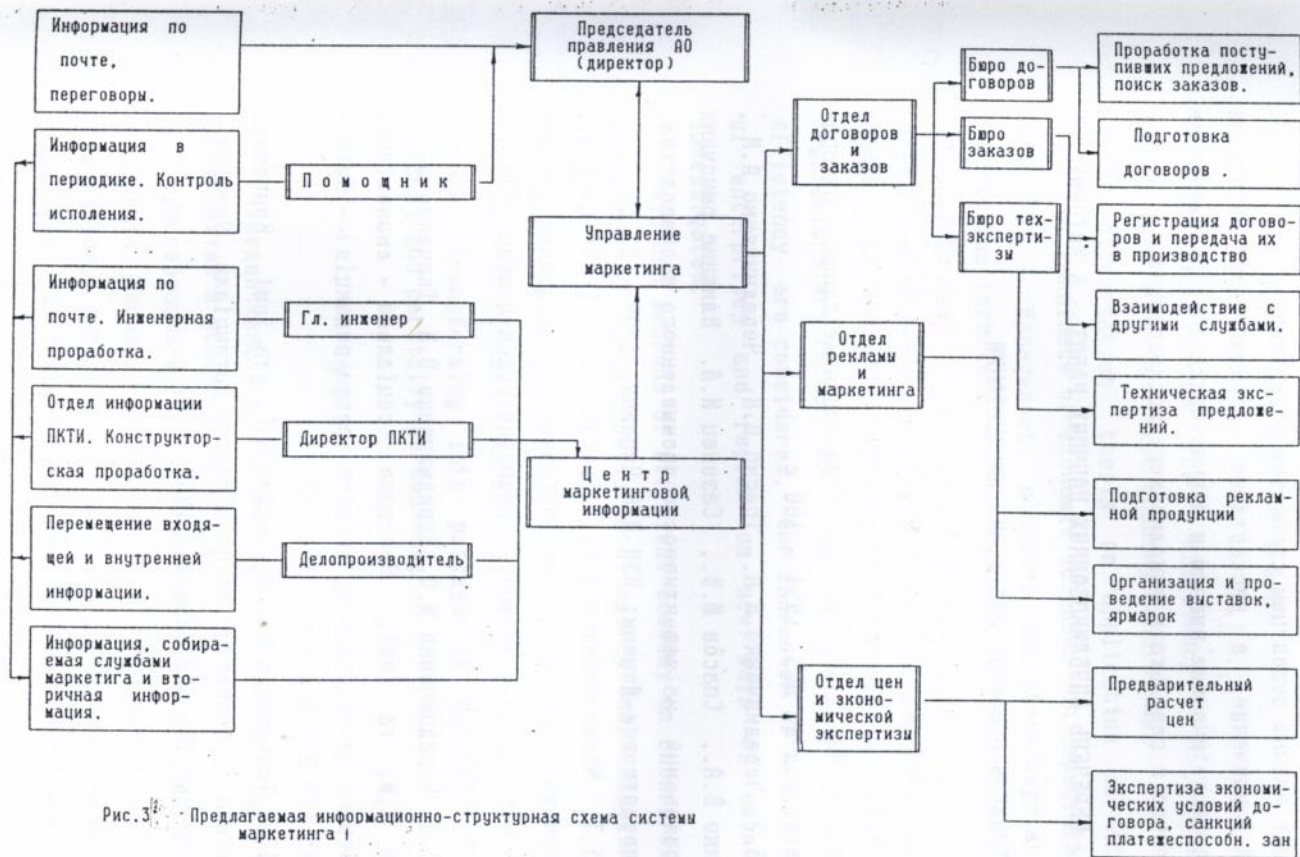 Информация по
почте,
переговоры.
Информация в
периодике. Контроль
исполения.
Информация по
почте. Инженерная
проработка.
Отдел информации
ПКТИ. Конструктор-
ская проработка.
Перемещение входя-
щей и внутренней
информации.
Информация, собира-
емая службами
маркетига и вто-
ричная инфор-
мация.
Помощник
Гл. инженер
Директор ПКТИ
Делопроизводитель
Председатель
правления АО
(директор)
Управление
маркетинга
Центр
маркетинговой
информации
Отдел
договоров
и
заказов
Отдел
рекламы
и
маркетинга
Отдел цен
и эконо-
мической
экспертизы
Бюро до-
говоров
Бюро
заказов
Бюро тех-
эксперти-
зы
Проработка посту-
пивших предложений,
поиск заказов.
Подготовка
договоров .
Регистрация догово-
ров и передача их
в производство
Взаимодействие с
другими службами.
Техническая экс-
пертиза предложе-
ний.
Подготовка реклам-
ной продукции
Организация и про-
ведение выставок,
ярмарок
Предварительный
расчет
цен
Экспертиза экономи-
ческих условий до-
говора, санкций
платежеспособн. зан
Рис.3 Предлагаемая информационно-структурная схема системы
маркетинга